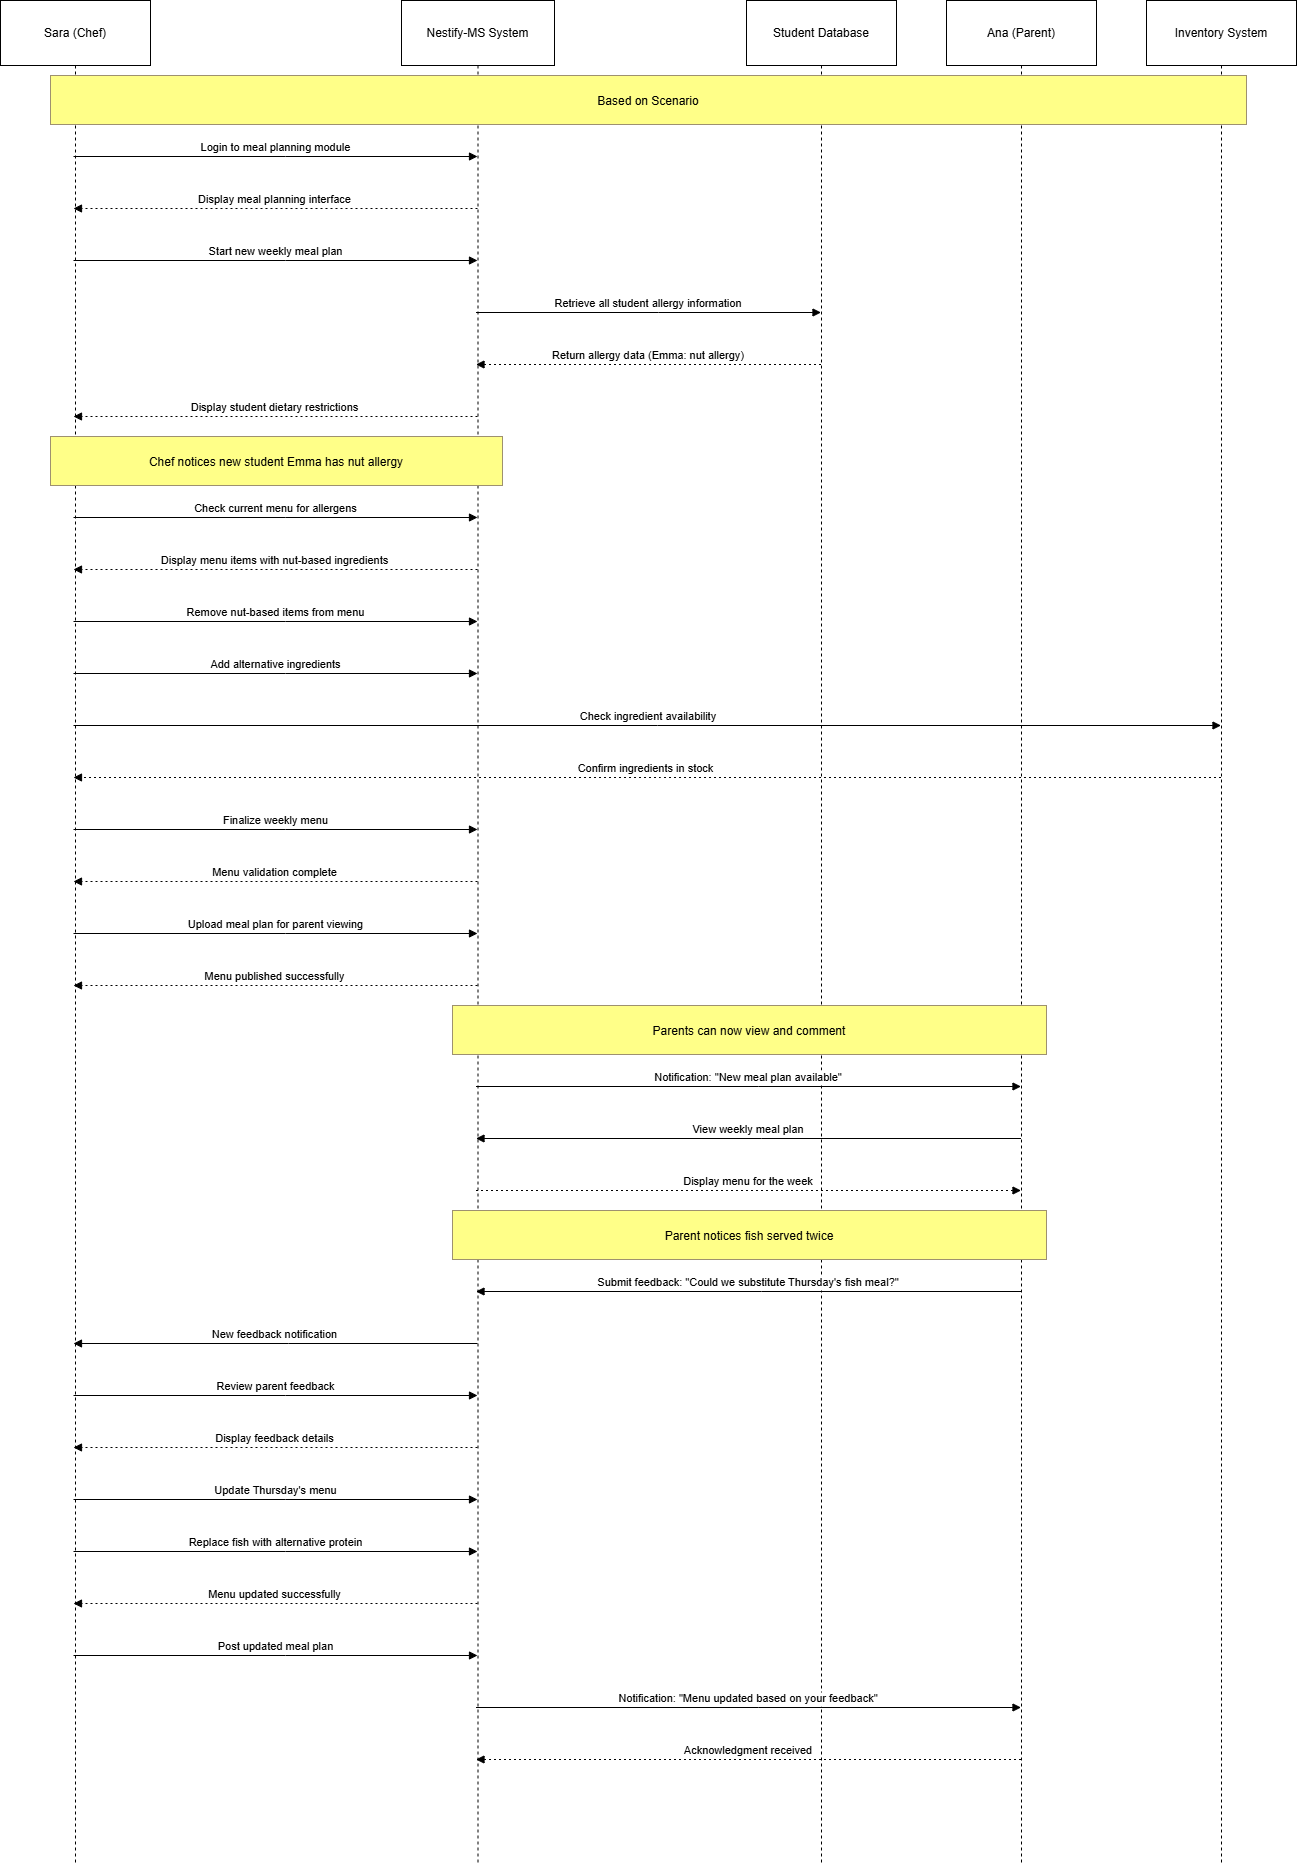 Sara (Chef)
Nestify-MS System
Student Database
Ana (Parent)
Inventory System
Based on Scenario
Login to meal planning module
Display meal planning interface
Start new weekly meal plan
Retrieve all student allergy information
Return allergy data (Emma: nut allergy)
Display student dietary restrictions
Chef notices new student Emma has nut allergy
Check current menu for allergens
Display menu items with nut-based ingredients
Remove nut-based items from menu
Add alternative ingredients
Check ingredient availability
Confirm ingredients in stock
Finalize weekly menu
Menu validation complete
Upload meal plan for parent viewing
Menu published successfully
Parents can now view and comment
Notification: "New meal plan available"
View weekly meal plan
Display menu for the week
Parent notices fish served twice
Submit feedback: "Could we substitute Thursday's fish meal?"
New feedback notification
Review parent feedback
Display feedback details
Update Thursday's menu
Replace fish with alternative protein
Menu updated successfully
Post updated meal plan
Notification: "Menu updated based on your feedback"
Acknowledgment received